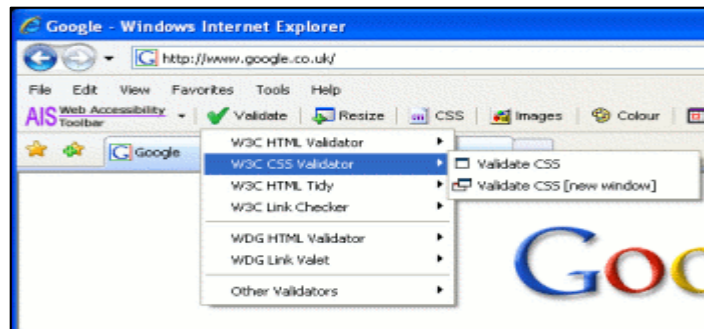 Google - Windows Internet Explorer
http://www.google.co.uk/
File Edit View Favorites Tools Help
AIS Web Accessibility Toolbar Validate Resize CSS Images Colour
Google
W3C HTML Validator
W3C CSS Validator
Validate CSS
W3C HTML Tidy
Validate CSS [new window]
W3C Link Checker
WDG HTML Validator
WDG Link Valet
Other Validators
Goo